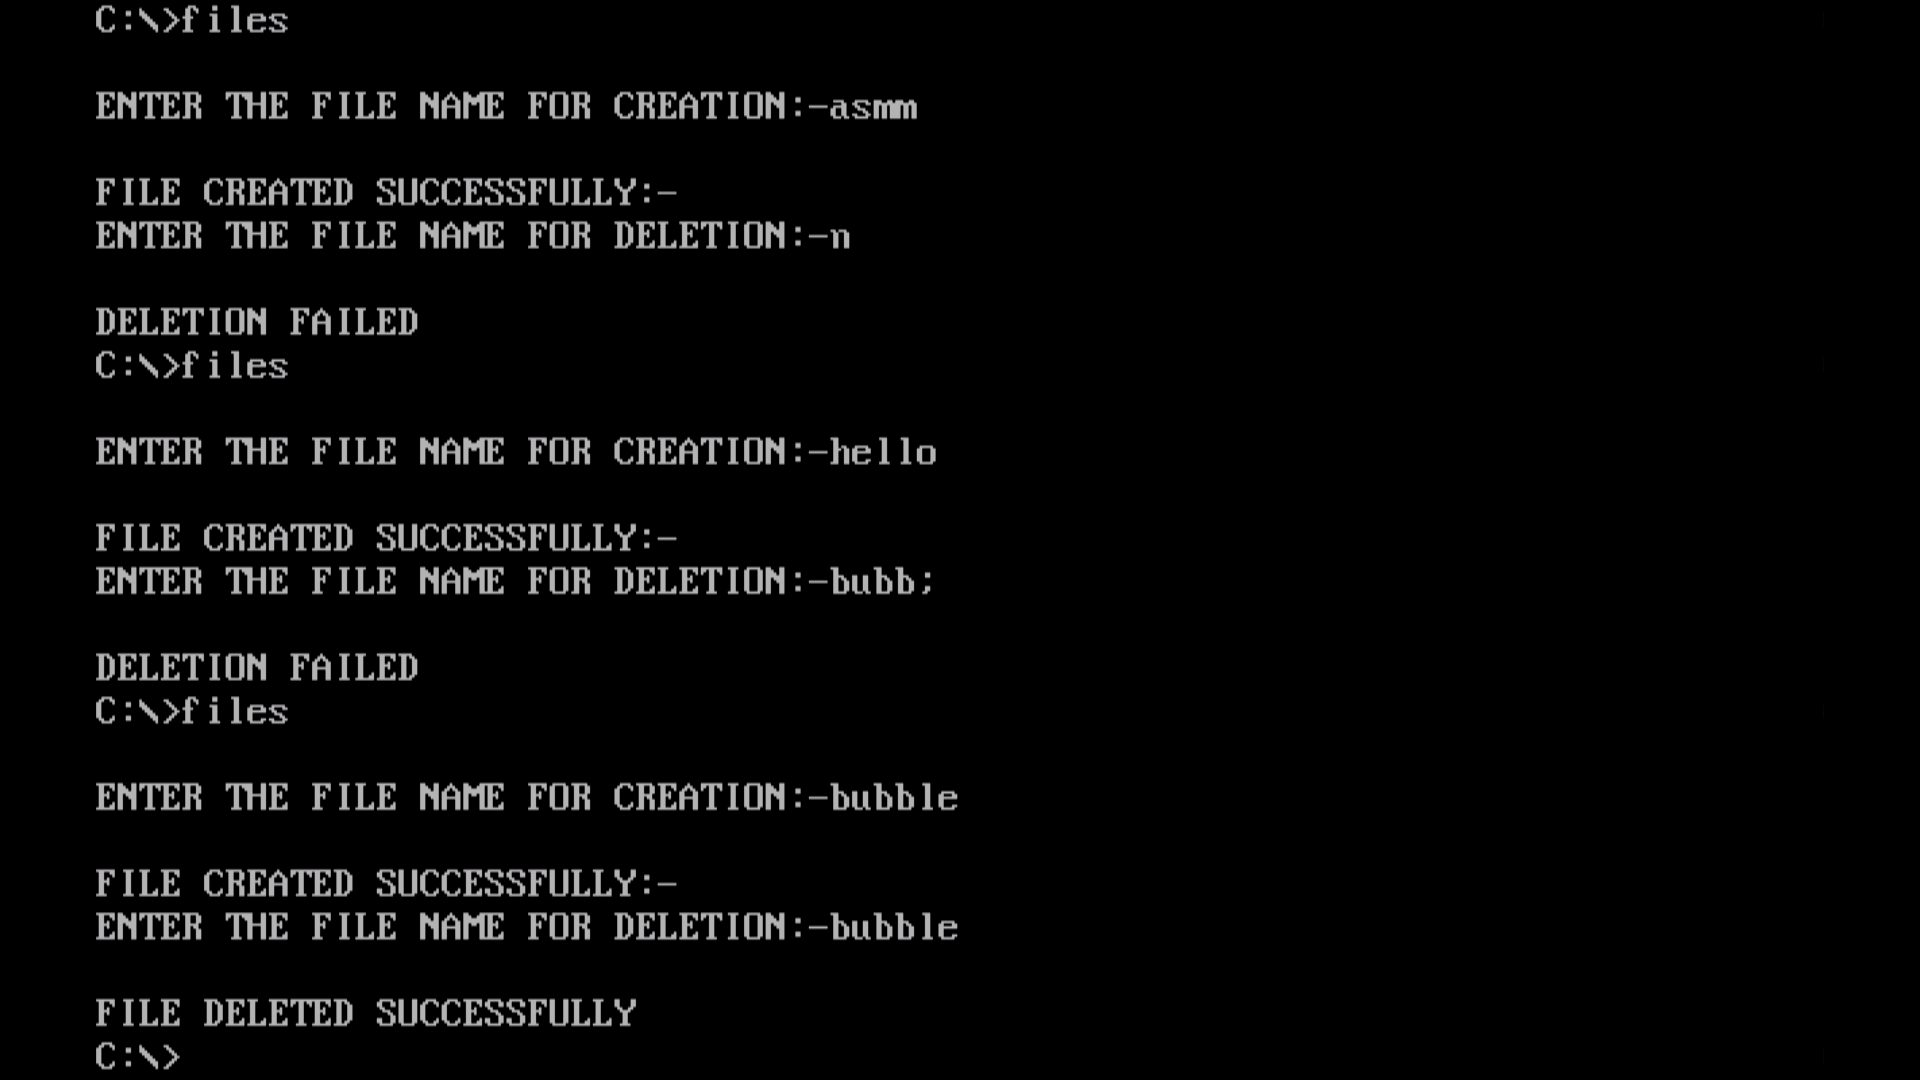 C:\>files
ENTER THE FILE NAME FOR CREATION:-asmm
FILE CREATED SUCCESSFULLY:-
ENTER THE FILE NAME FOR DELETION:-n
DELETION FAILED
C:\>files
ENTER THE FILE NAME FOR CREATION:-hello
FILE CREATED SUCCESSFULLY:-
ENTER THE FILE NAME FOR DELETION:-bubb;
DELETION FAILED
C:\>files
ENTER THE FILE NAME FOR CREATION:-bubble
FILE CREATED SUCCESSFULLY:-
ENTER THE FILE NAME FOR DELETION:-bubble
FILE DELETED SUCCESSFULLY
C:\>